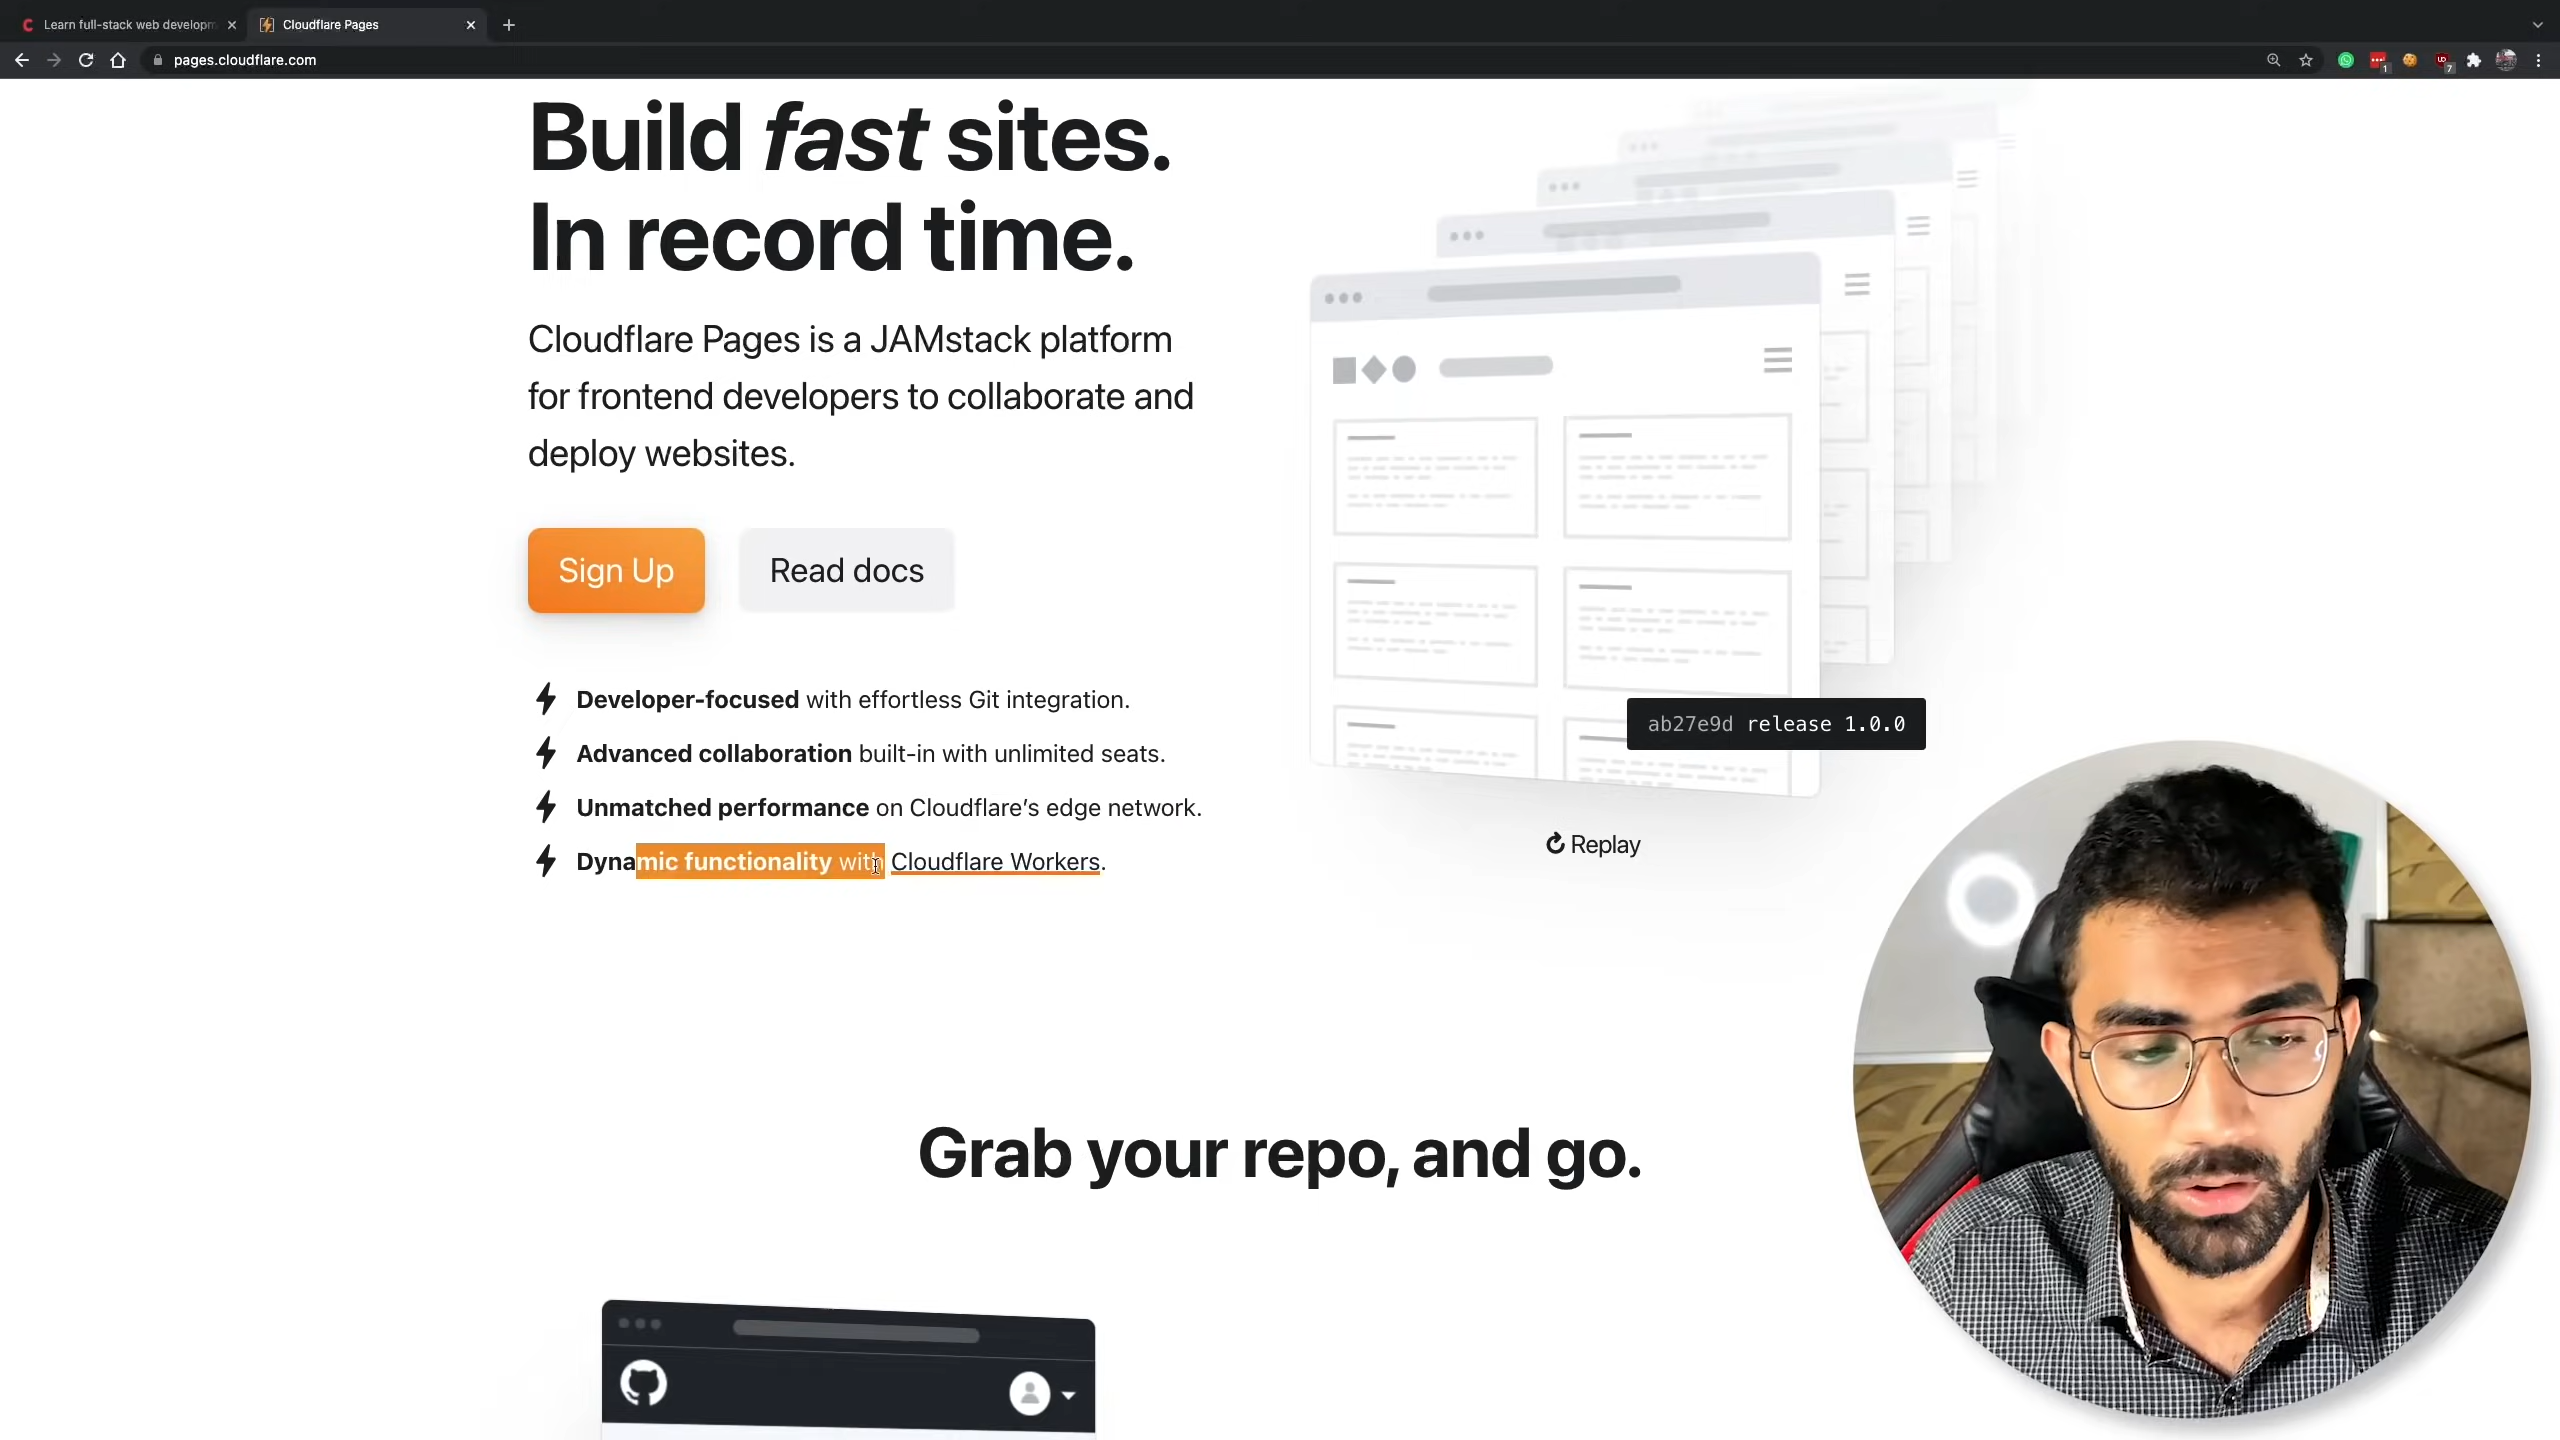 Learn full-stack web developm
Cloudflare Pages
pages.cloudflare.com
1
7
Build fast sites.
In record time.
Cloudflare Pages is a JAMstack platform
for frontend developers to collaborate and
deploy websites.
Sign Up
Read docs
Developer-focused with effortless Git integration.
Advanced collaboration built-in with unlimited seats.
Unmatched performance on Cloudflare’s edge network.
Dynamic functionality with Cloudflare Workers.
ab27e9d release 1.0.0
Replay
Grab your repo, and go.